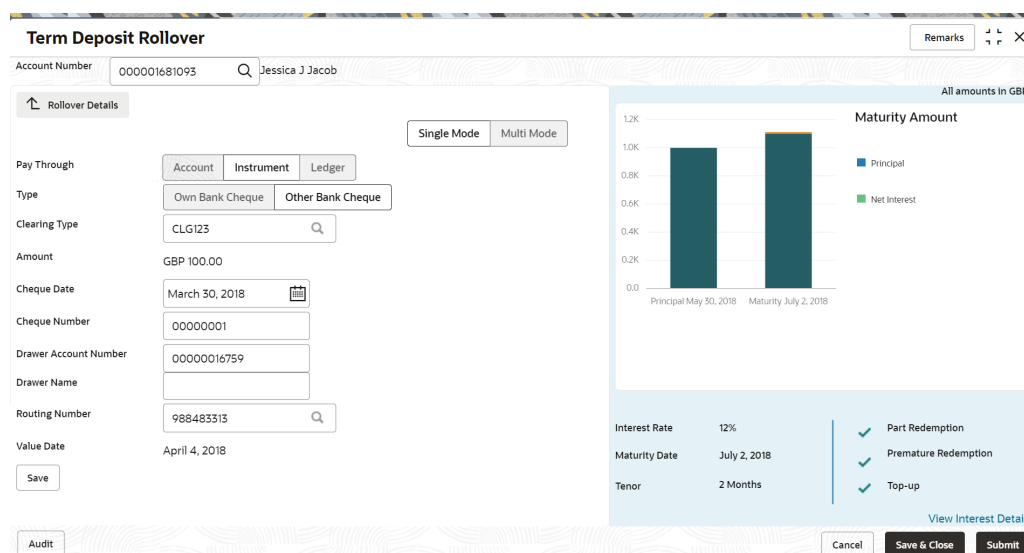 Term Deposit Rollover
Remarks
Account Number 000001681093 Jessica J Jacob
Rollover Details
Single Mode Multi Mode
Pay Through Account Instrument Ledger
Type Own Bank Cheque Other Bank Cheque
Clearing Type CLG123
Amount GBP 100.00
Cheque Date March 30, 2018
Cheque Number 00000001
Drawer Account Number 00000016759
Drawer Name
Routing Number 988483313
Value Date April 4, 2018
Save
All amounts in GBP
Maturity Amount
1.2K
1.0K
0.8K
0.6K
0.4K
0.2K
0.0
Principal May 30, 2018 Maturity July 2, 2018
Principal
Net Interest
Interest Rate 12%
Maturity Date July 2, 2018
Tenor 2 Months
Part Redemption
Premature Redemption
Top-up
View Interest Detai
Audit
Cancel Save & Close Submit